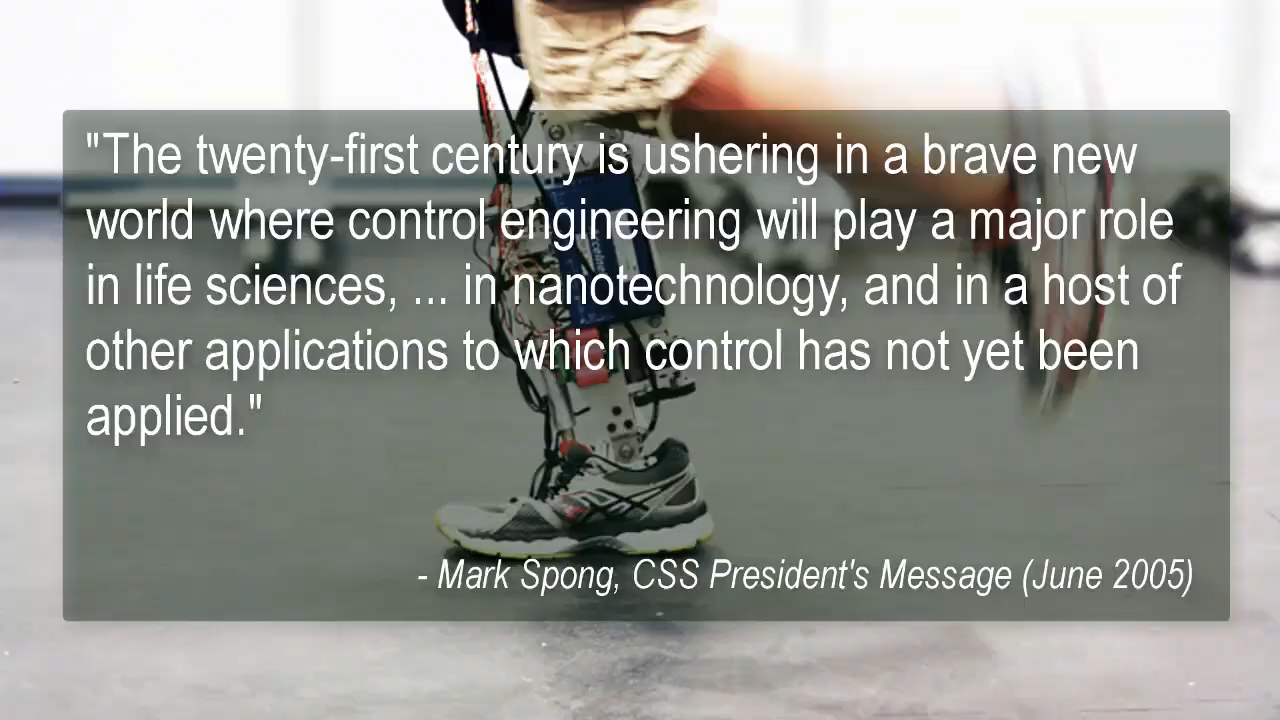 "The twenty-first century is ushering in a brave new
world where control engineering will play a major role
in life sciences, ... in nanotechnology, and in a host of
other applications to which control has not yet been
applied."
- Mark Spong, CSS President's Message (June 2005)